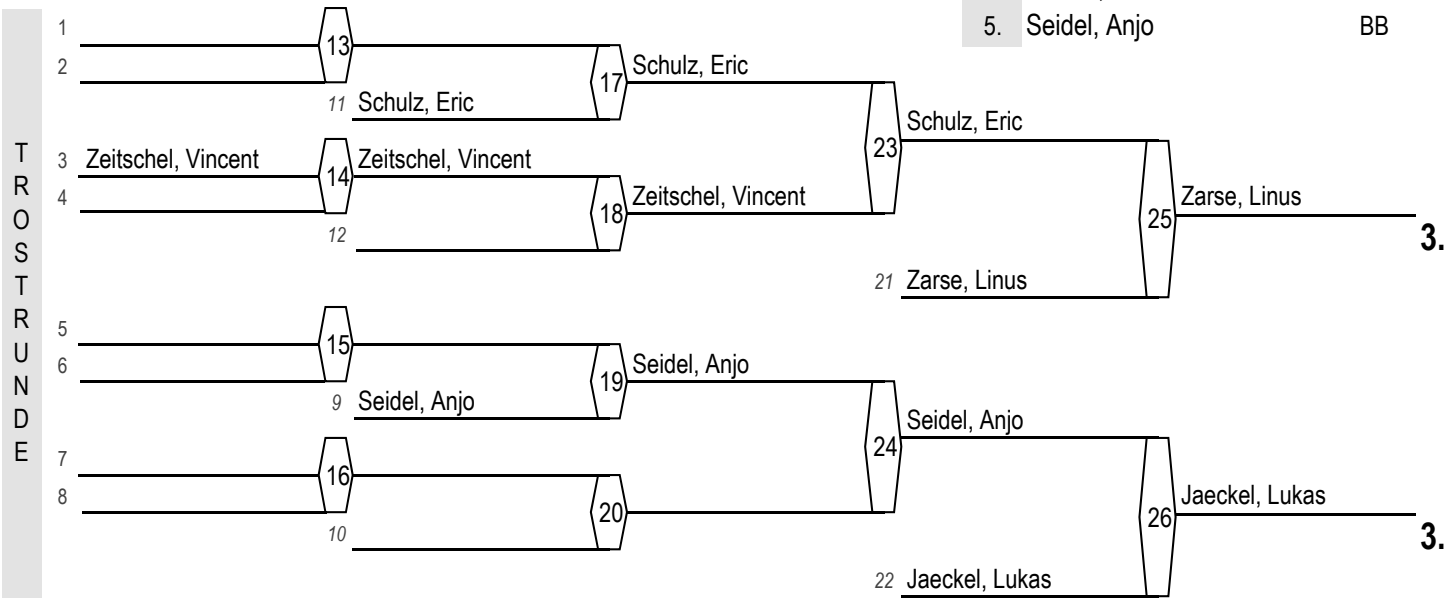 5. Seidel, Anjo BB
TROSTRUNDE
1
13
2
17 Schulz, Eric
11 Schulz, Eric
23 Schulz, Eric
3 Zeitschel, Vincent
14 Zeitschel, Vincent
4
18 Zeitschel, Vincent
12
25 Zarse, Linus
3.
21 Zarse, Linus
5
15
6
19 Seidel, Anjo
9 Seidel, Anjo
24 Seidel, Anjo
7
16
8
20
10
26 Jaeckel, Lukas
3.
22 Jaeckel, Lukas